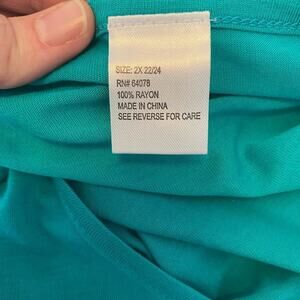 SIZE: 2X 22/24
RN# 64078
100% RAYON
MADE IN CHINA
SEE REVERSE FOR CARE